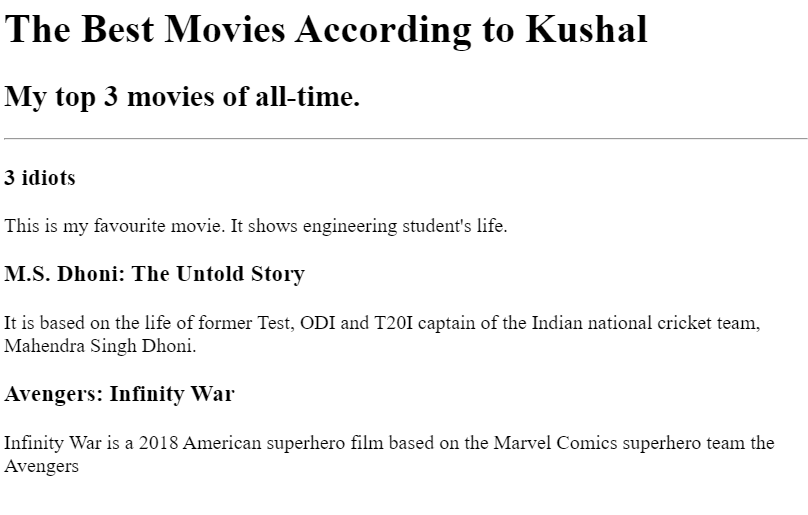 The Best Movies According to Kushal
My top 3 movies of all-time.
3 idiots
This is my favourite movie. It shows engineering student's life.
M.S. Dhoni: The Untold Story
It is based on the life of former Test, ODI and T20I captain of the Indian national cricket team,
Mahendra Singh Dhoni.
Avengers: Infinity War
Infinity War is a 2018 American superhero film based on the Marvel Comics superhero team the
Avengers